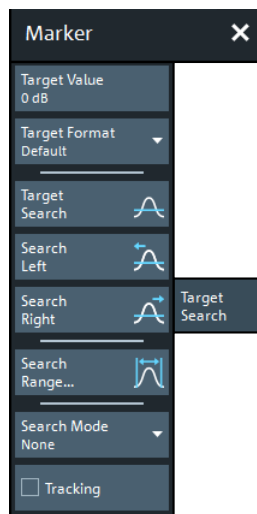 Marker
Target Value
0 dB
Target Format
Default
Target
Search
Search
Left
Search
Right
Target
Search
Search
Range...
Search Mode
None
Tracking